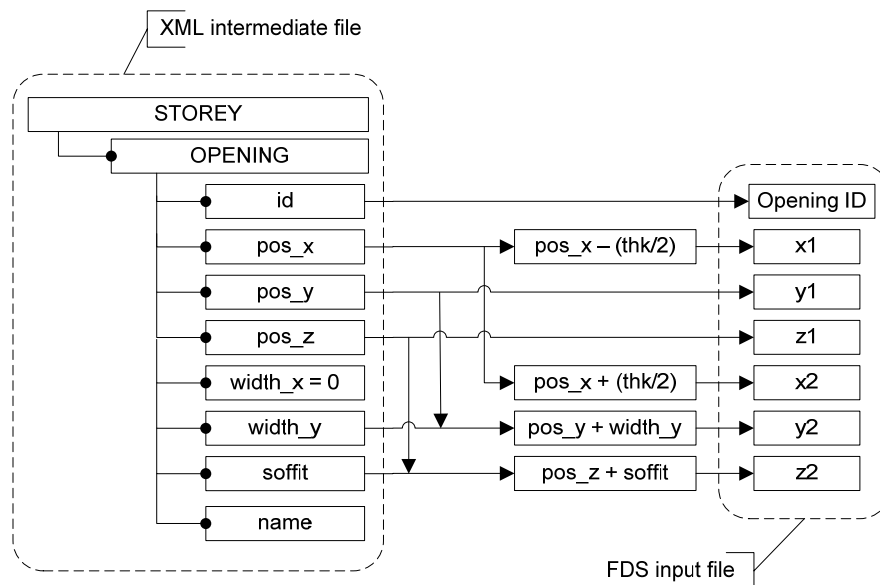 XML intermediate file
STOREY
OPENING
id
Opening ID
pos_x
pos_x – (thk/2)
x1
pos_y
y1
pos_z
z1
width_x = 0
pos_x + (thk/2)
x2
width_y
pos_y + width_y
y2
soffit
pos_z + soffit
z2
name
FDS input file